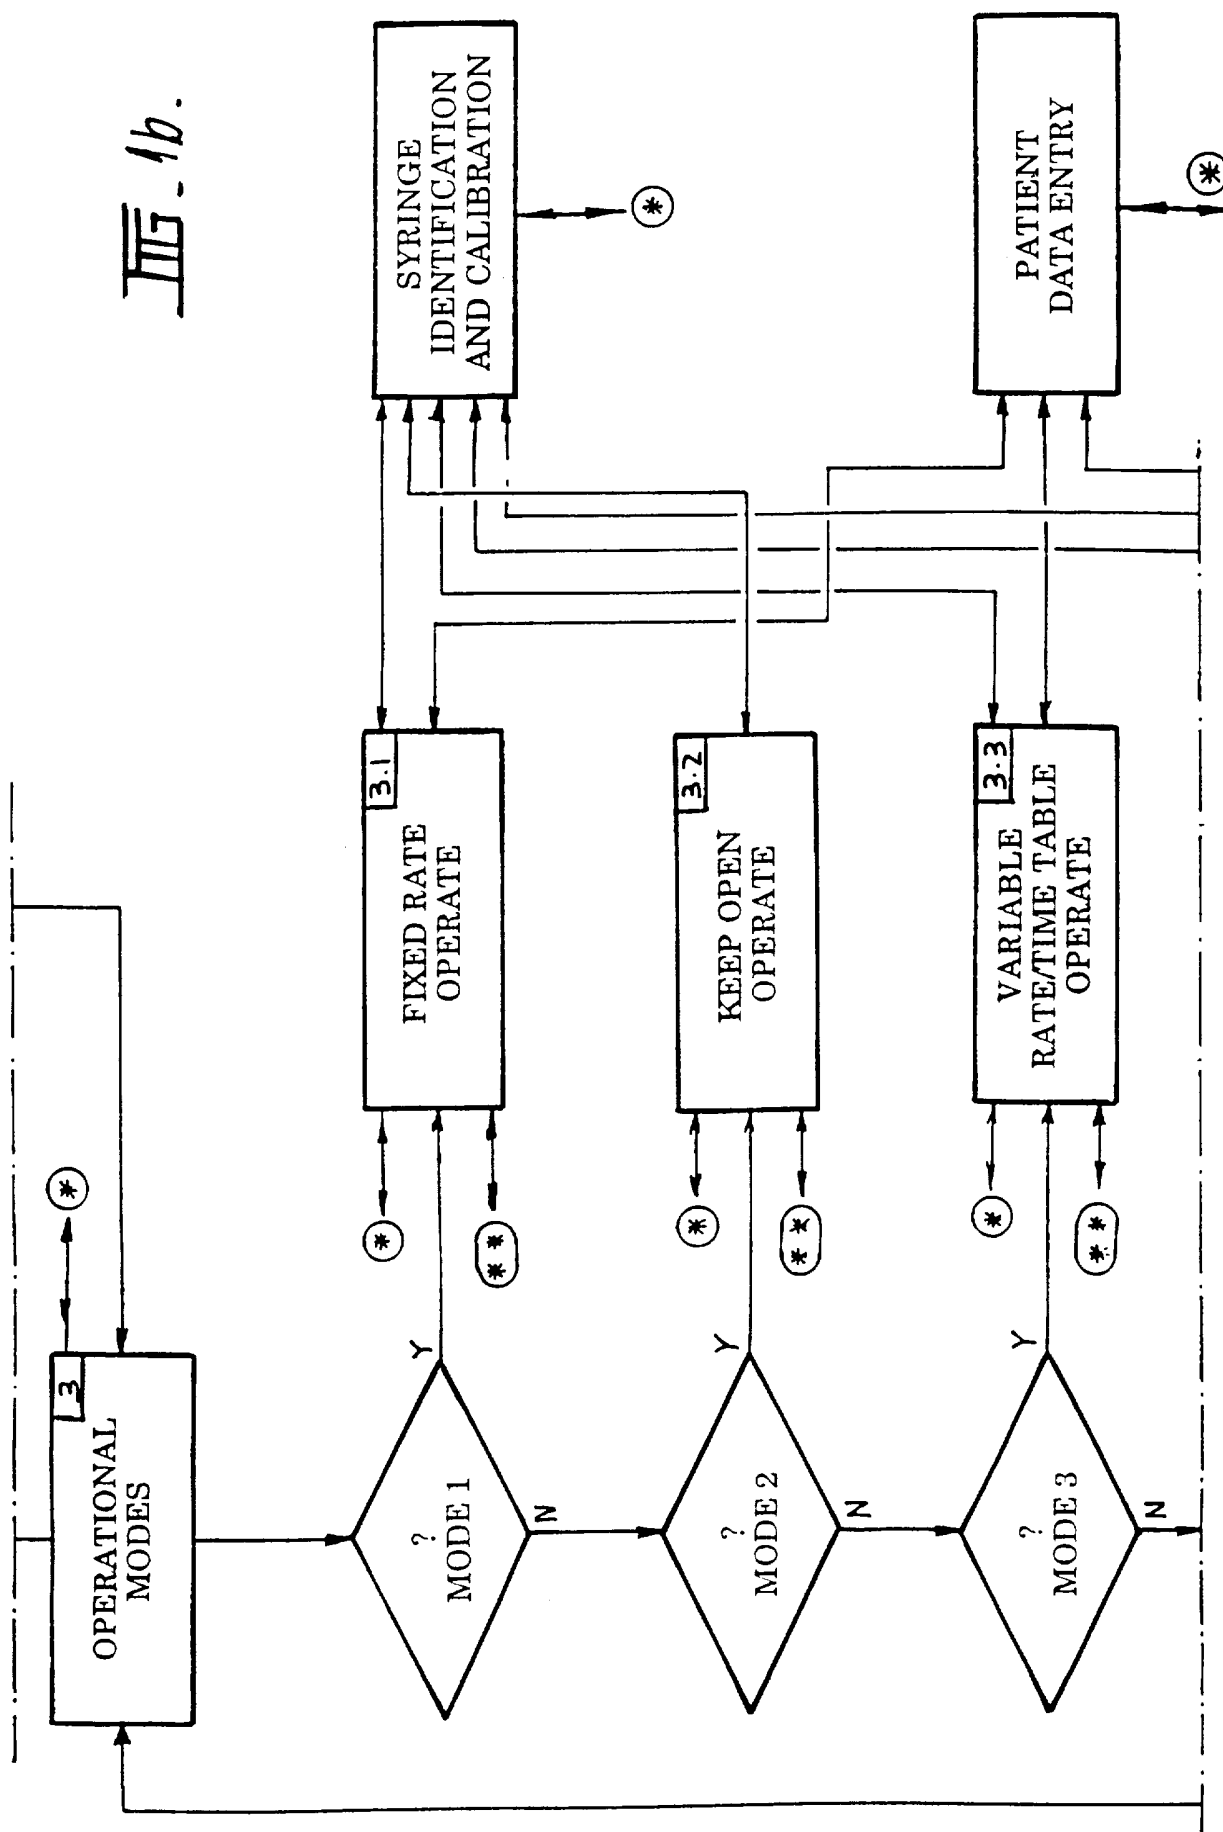 FIG-1b.
3
OPERATIONAL
MODES
*
?
MODE 1
Y
N
*
* *
3.1
FIXED RATE
OPERATE
SYRINGE
IDENTIFICATION
AND CALIBRATION
*
?
MODE 2
Y
N
*
* *
3.2
KEEP OPEN
OPERATE
?
MODE 3
Y
N
*
* *
3.3
VARIABLE
RATE/TIME TABLE
OPERATE
PATIENT
DATA ENTRY
*